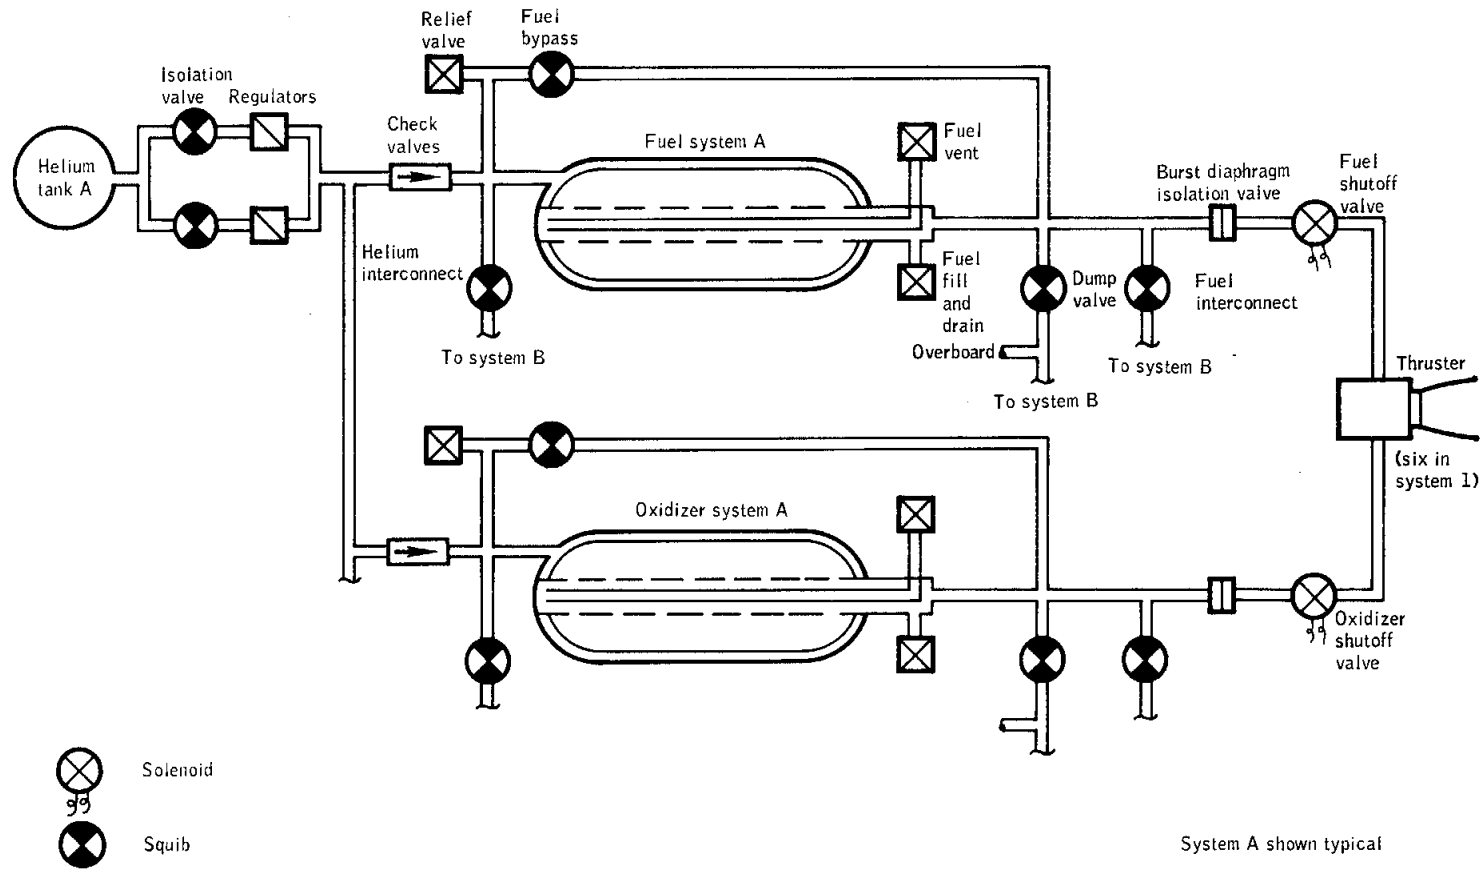 Relief
valve
Fuel
bypass
Isolation
valve
Regulators
Helium
tank A
Check
valves
Fuel system A
Fuel
vent
Burst diaphragm
isolation valve
Fuel
shutoff
valve
Helium
interconnect
Fuel
fill
and
drain
Dump
valve
Fuel
interconnect
To system B
Overboard
To system B
To system B
Thruster
(six in
system 1)
Oxidizer system A
Oxidizer
shutoff
valve
Solenoid
Squib
System A shown typical